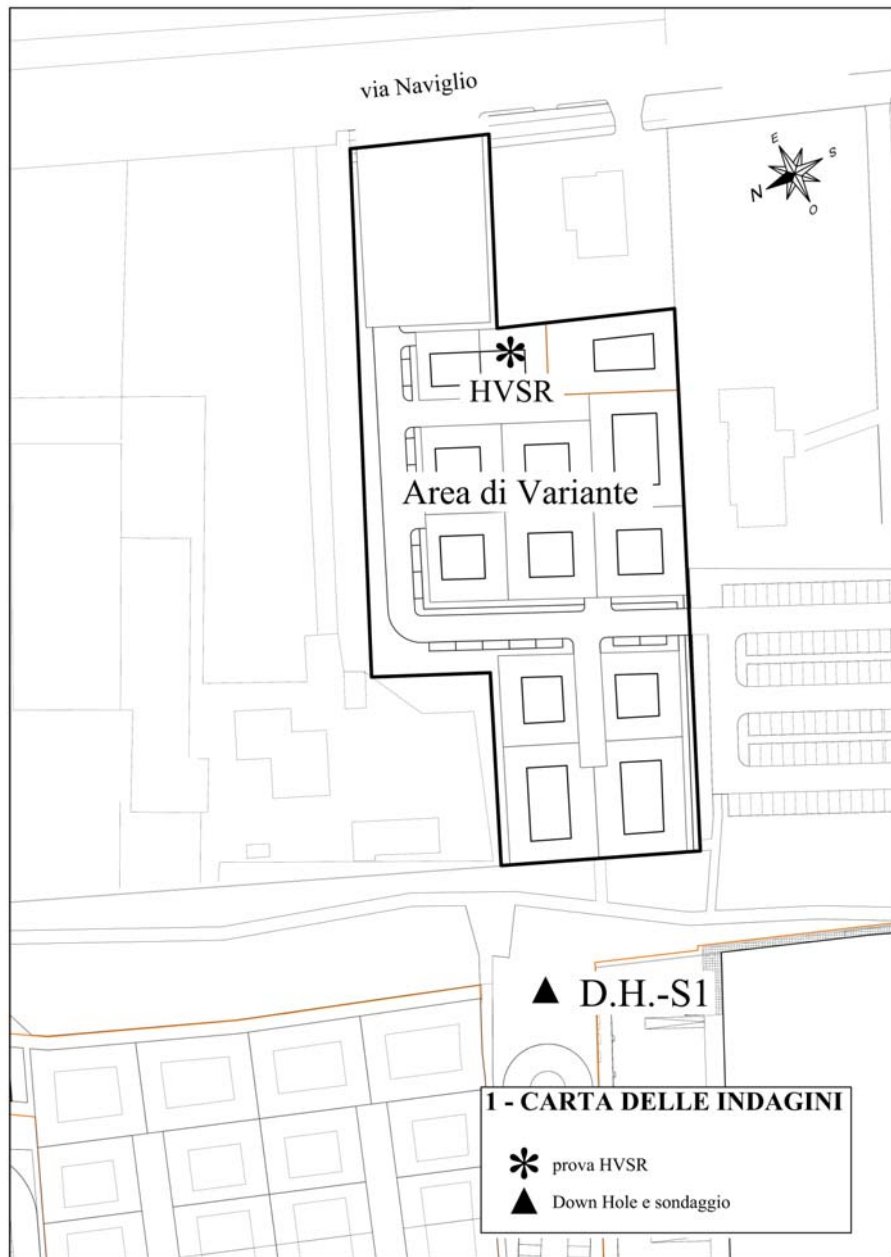 via Naviglio
E
S
N
O
HVSR
Area di Variante
D.H.-S1
1 - CARTA DELLE INDAGINI
prova HVSR
Down Hole e sondaggio